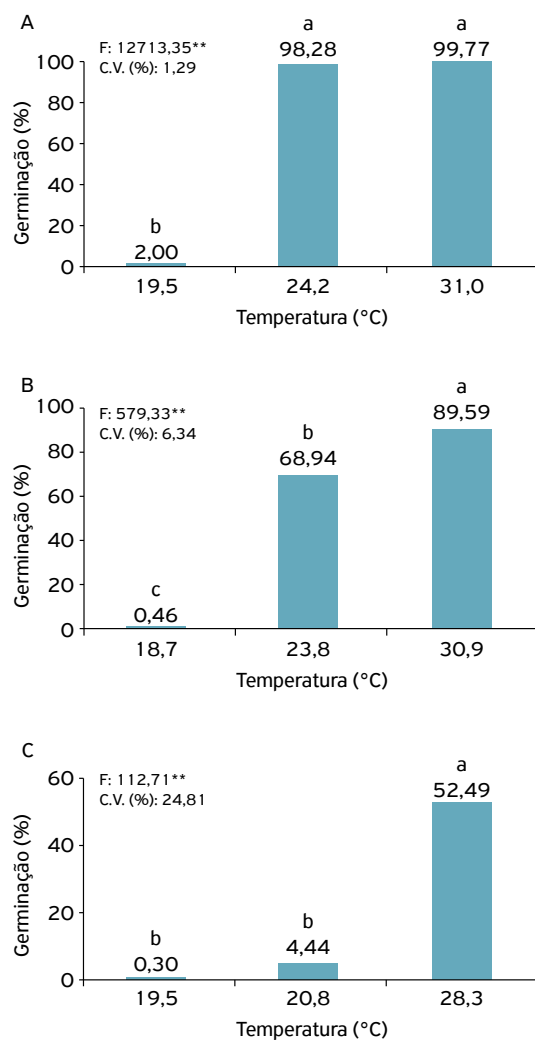 A
F: 12713,35**
C.V. (%): 1,29
Germinação (%)
100
80
60
40
20
0
b
2,00
a
98,28
a
99,77
19,5
24,2
31,0
Temperatura (°C)
B
F: 579,33**
C.V. (%): 6,34
Germinação (%)
100
80
60
40
20
0
c
0,46
b
68,94
a
89,59
18,7
23,8
30,9
Temperatura (°C)
C
F: 112,71**
C.V. (%): 24,81
Germinação (%)
60
40
20
0
b
0,30
b
4,44
a
52,49
19,5
20,8
28,3
Temperatura (°C)